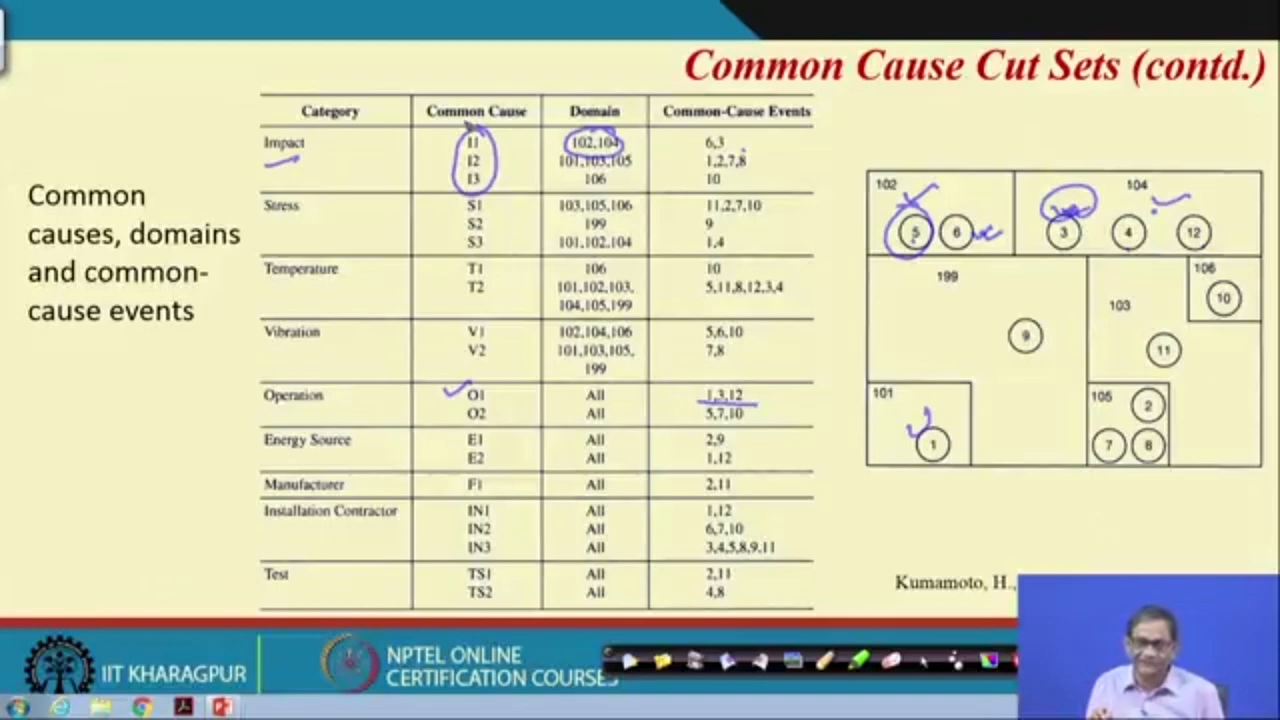 Common Cause Cut Sets (contd.)
Common
causes, domains
and common-
cause events
Category Common Cause Domain Common-Cause Events
Impact I1 102,104 6,3
I2 101,103,105 1,2,7,8
I3 106 10
Stress S1 103,105,106 11,2,7,10
S2 199 9
S3 101,102,104 1,4
Temperature T1 106 10
T2 101,102,103, 5,11,8,12,3,4
104,105,199
Vibration V1 102,104,106 5,6,10
V2 101,103,105, 7,8
199
Operation O1 All 1,3,12
O2 All 5,7,10
Energy Source E1 All 2,9
E2 All 1,12
Manufacturer F1 All 2,11
Installation Contractor IN1 All 1,12
IN2 All 6,7,10
IN3 All 3,4,5,8,9,11
Test TS1 All 2,11
TS2 All 4,8
102 104
5 6 3 4 12
199 103 106
10
9 11
101 105 2
1 7 8
Kumamoto, H.,
IIT KHARAGPUR
NPTEL ONLINE
CERTIFICATION COURSES